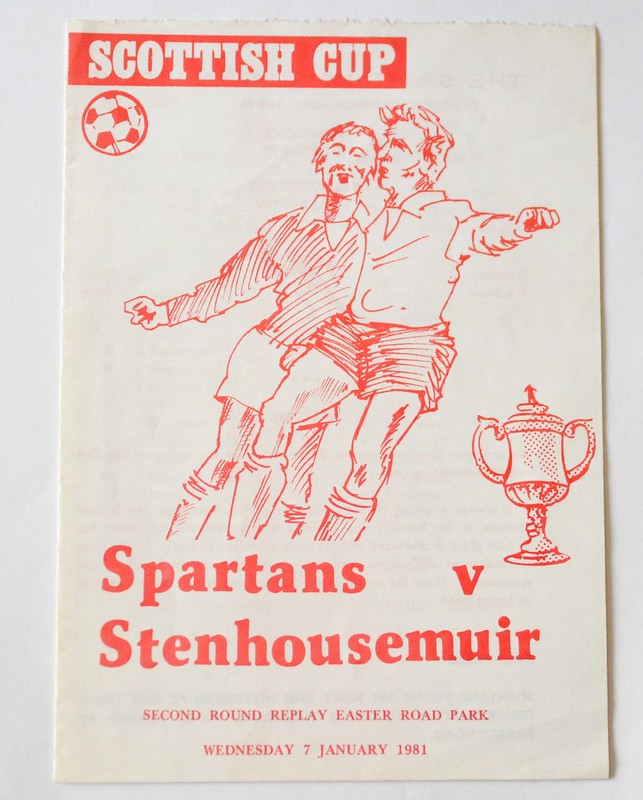 SCOTTISH CUP
Spartans v
Stenhousemuir
SECOND ROUND REPLAY EASTER ROAD PARK
WEDNESDAY 7 JANUARY 1981